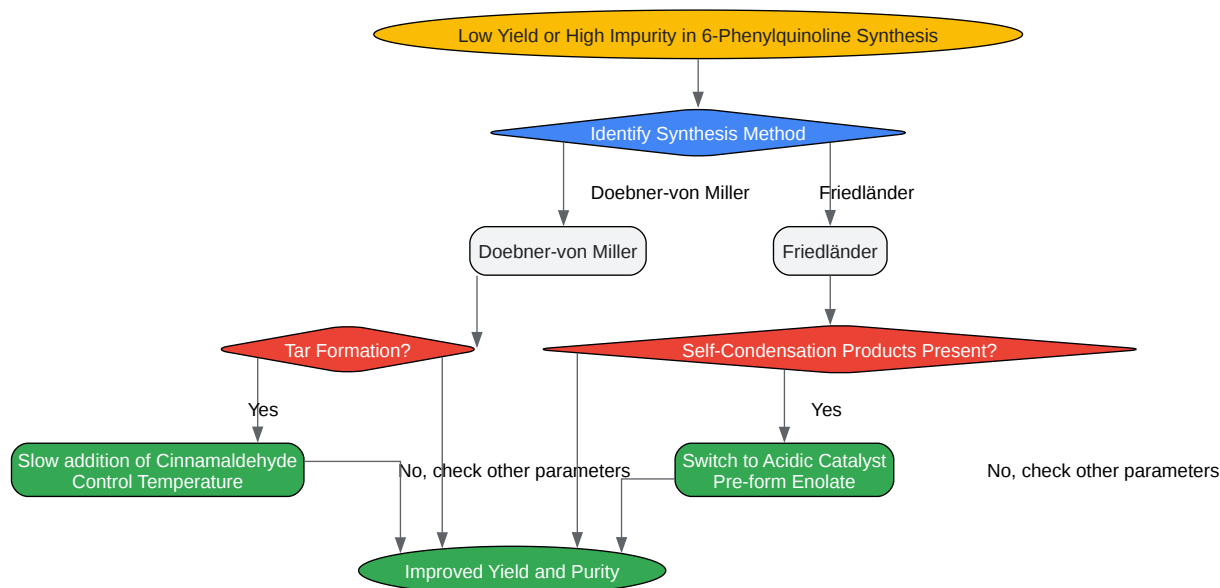 Low Yield or High Impurity in 6-Phenylquinoline Synthesis
Identify Synthesis Method
Doebner-von Miller
Friedländer
Doebner-von Miller
Friedländer
Tar Formation?
Self-Condensation Products Present?
Yes
Yes
Slow addition of Cinnamaldehyde
Control Temperature
No, check other parameters
Switch to Acidic Catalyst
Pre-form Enolate
No, check other parameters
Improved Yield and Purity